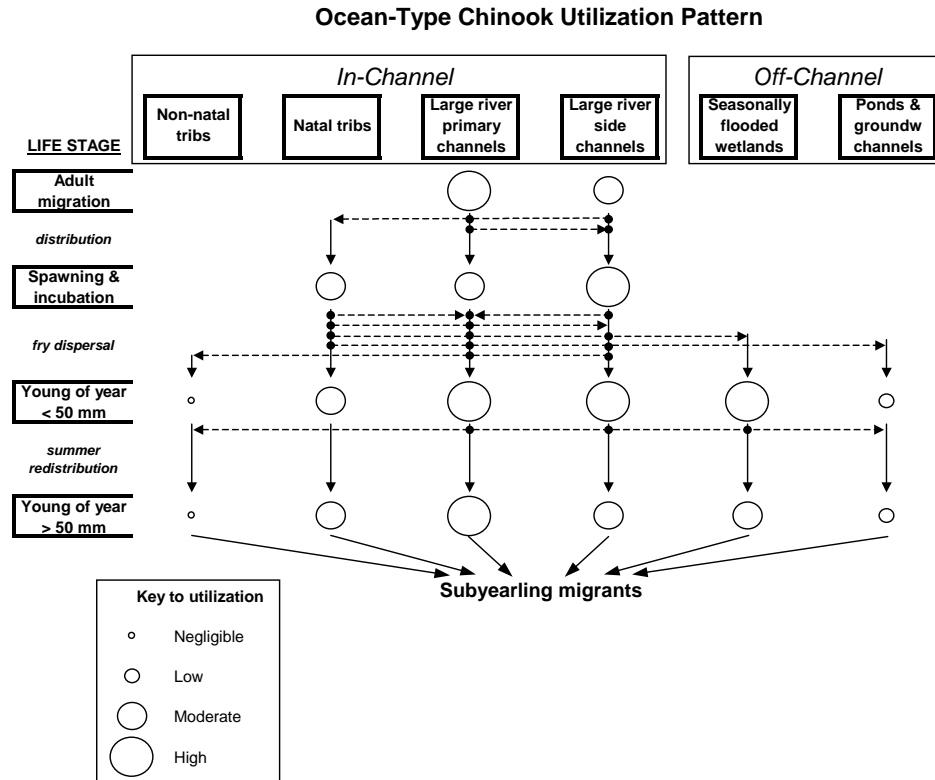 Ocean-Type Chinook Utilization Pattern
In-Channel
Off-Channel
LIFE STAGE
Non-natal
tribs
Natal tribs
Large river
primary
channels
Large river
side
channels
Seasonally
flooded
wetlands
Ponds &
groundw
channels
Adult
migration
distribution
Spawning &
incubation
fry dispersal
Young of year
< 50 mm
summer
redistribution
Young of year
> 50 mm
Subyearling migrants
Key to utilization
Negligible
Low
Moderate
High